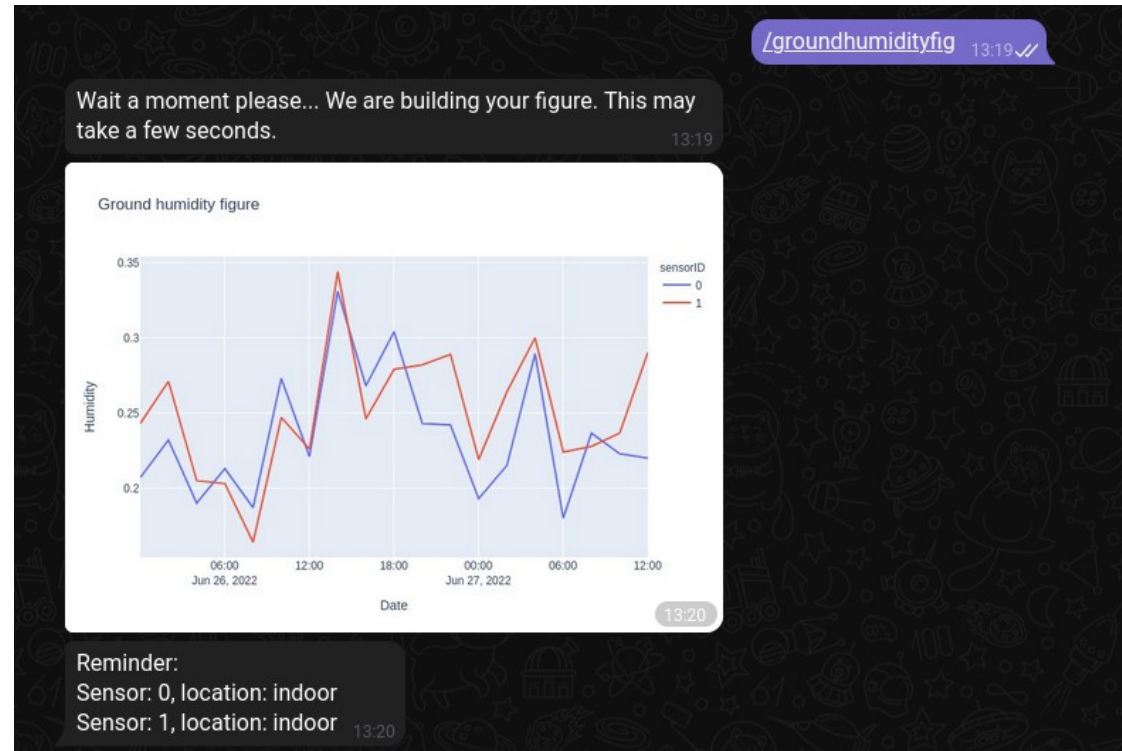 /groundhumidityfig 13:19
Wait a moment please... We are building your figure. This may
take a few seconds.
13:19
Ground humidity figure
0.35
0.3
0.25
0.2
Humidity
sensorID
0
1
06:00 12:00 18:00 00:00 06:00 12:00
Jun 26, 2022 Jun 27, 2022
Date
13:20
Reminder:
Sensor: 0, location: indoor
Sensor: 1, location: indoor 13:20